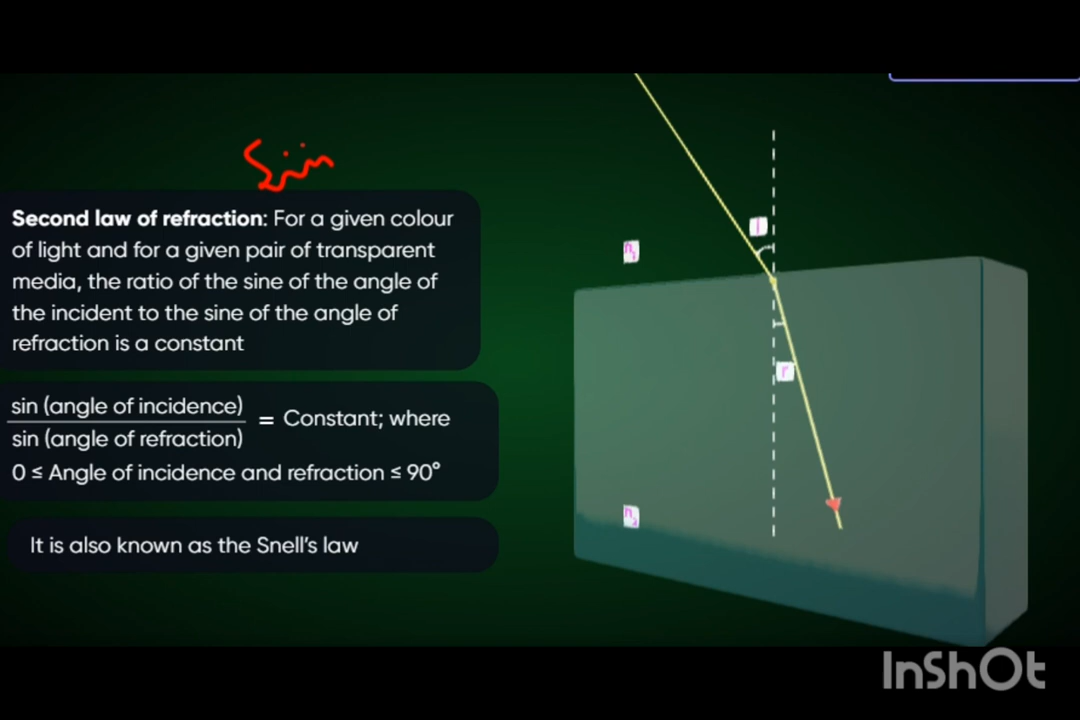 Sin
Second law of refraction: For a given colour
of light and for a given pair of transparent
media, the ratio of the sine of the angle of
the incident to the sine of the angle of
refraction is a constant
sin (angle of incidence)
sin (angle of refraction)
= Constant; where
0 ≤ Angle of incidence and refraction ≤ 90°
It is also known as the Snell's law
r
InShOt